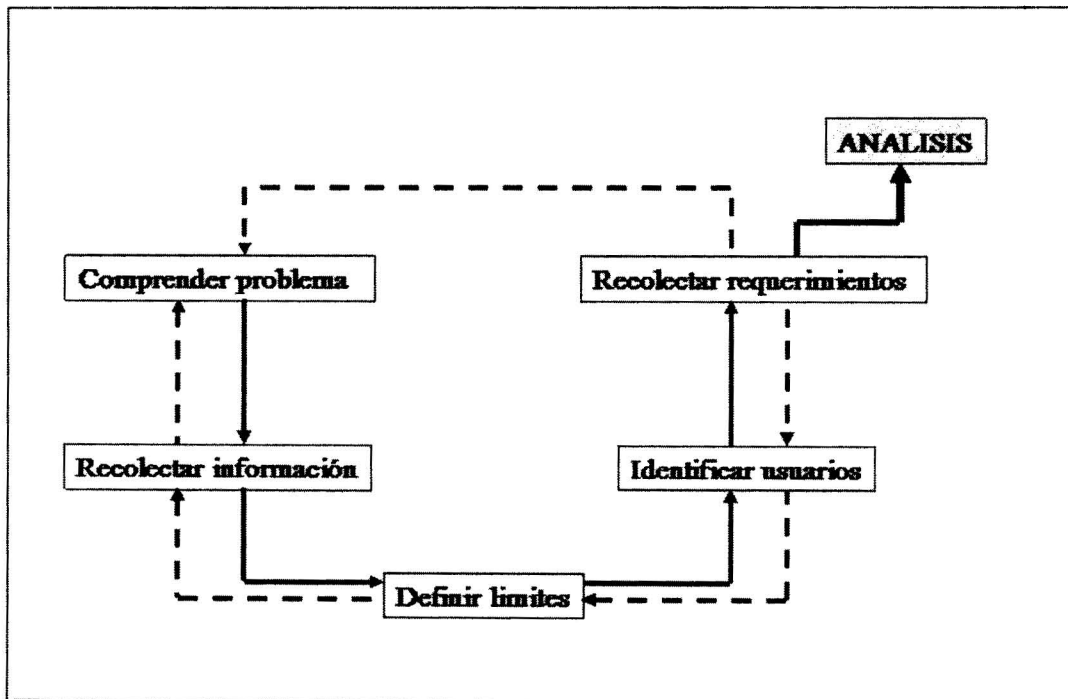 ANALISIS
Comprender problema
Recolectar requerimientos
Recolectar información
Identificar usuarios
Definir limites